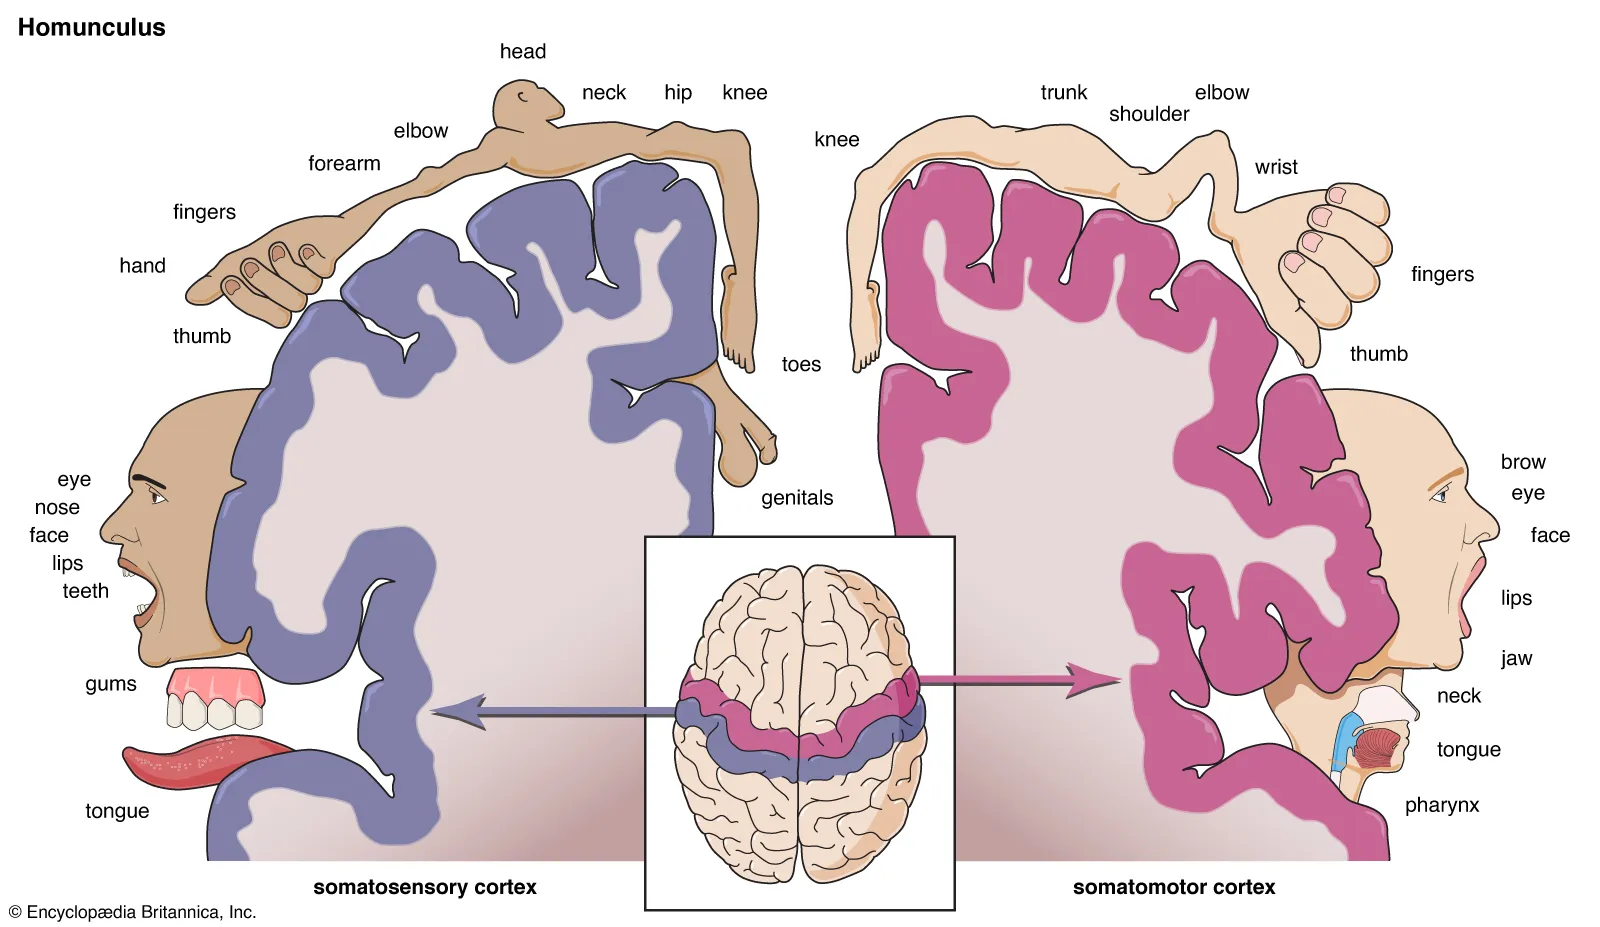 Homunculus
head
neck
hip
knee
elbow
forearm
fingers
hand
thumb
toes
genitals
eye
nose
face
lips
teeth
gums
tongue
somatosensory cortex
knee
trunk
shoulder
elbow
wrist
fingers
thumb
brow
eye
face
lips
jaw
neck
tongue
pharynx
somatomotor cortex
© Encyclopædia Britannica, Inc.